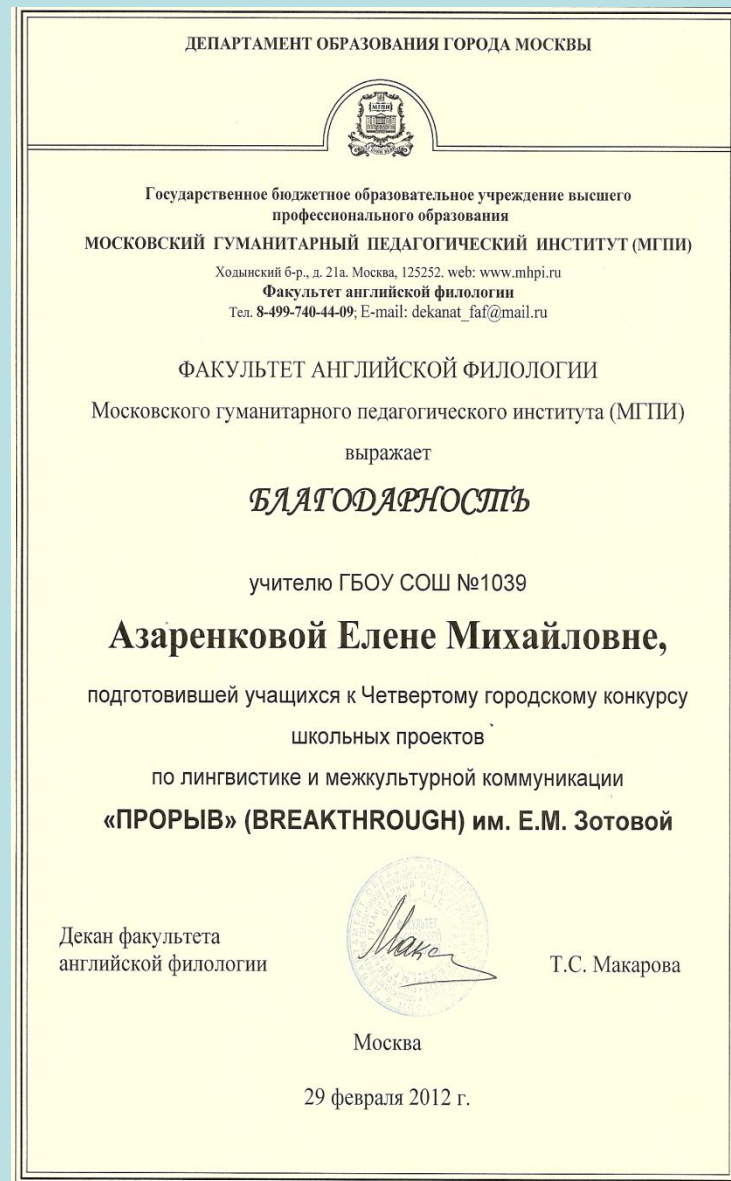 ДЕПАРТАМЕНТ ОБРАЗОВАНИЯ ГОРОДА МОСКВЫ
МГПИ
Государственное бюджетное образовательное учреждение высшего
профессионального образования
МОСКОВСКИЙ ГУМАНИТАРНЫЙ ПЕДАГОГИЧЕСКИЙ ИНСТИТУТ (МГПИ)
Ходынский б-р., д. 21а. Москва, 125252. web: www.mhpi.ru
Факультет английской филологии
Тел. 8-499-740-44-09; E-mail: dekanat_faf@mail.ru
ФАКУЛЬТЕТ АНГЛИЙСКОЙ ФИЛОЛОГИИ
Московского гуманитарного педагогического института (МГПИ)
выражает
БЛАГОДАРНОСТЬ
учителю ГБОУ СОШ №1039
Азаренковой Елене Михайловне,
подготовившей учащихся к Четвертому городскому конкурсу
школьных проектов
по лингвистике и межкультурной коммуникации
«ПРОРЫВ» (BREAKTHROUGH) им. Е.М. Зотовой
Декан факультета
английской филологии
Т.С. Макарова
Москва
29 февраля 2012 г.